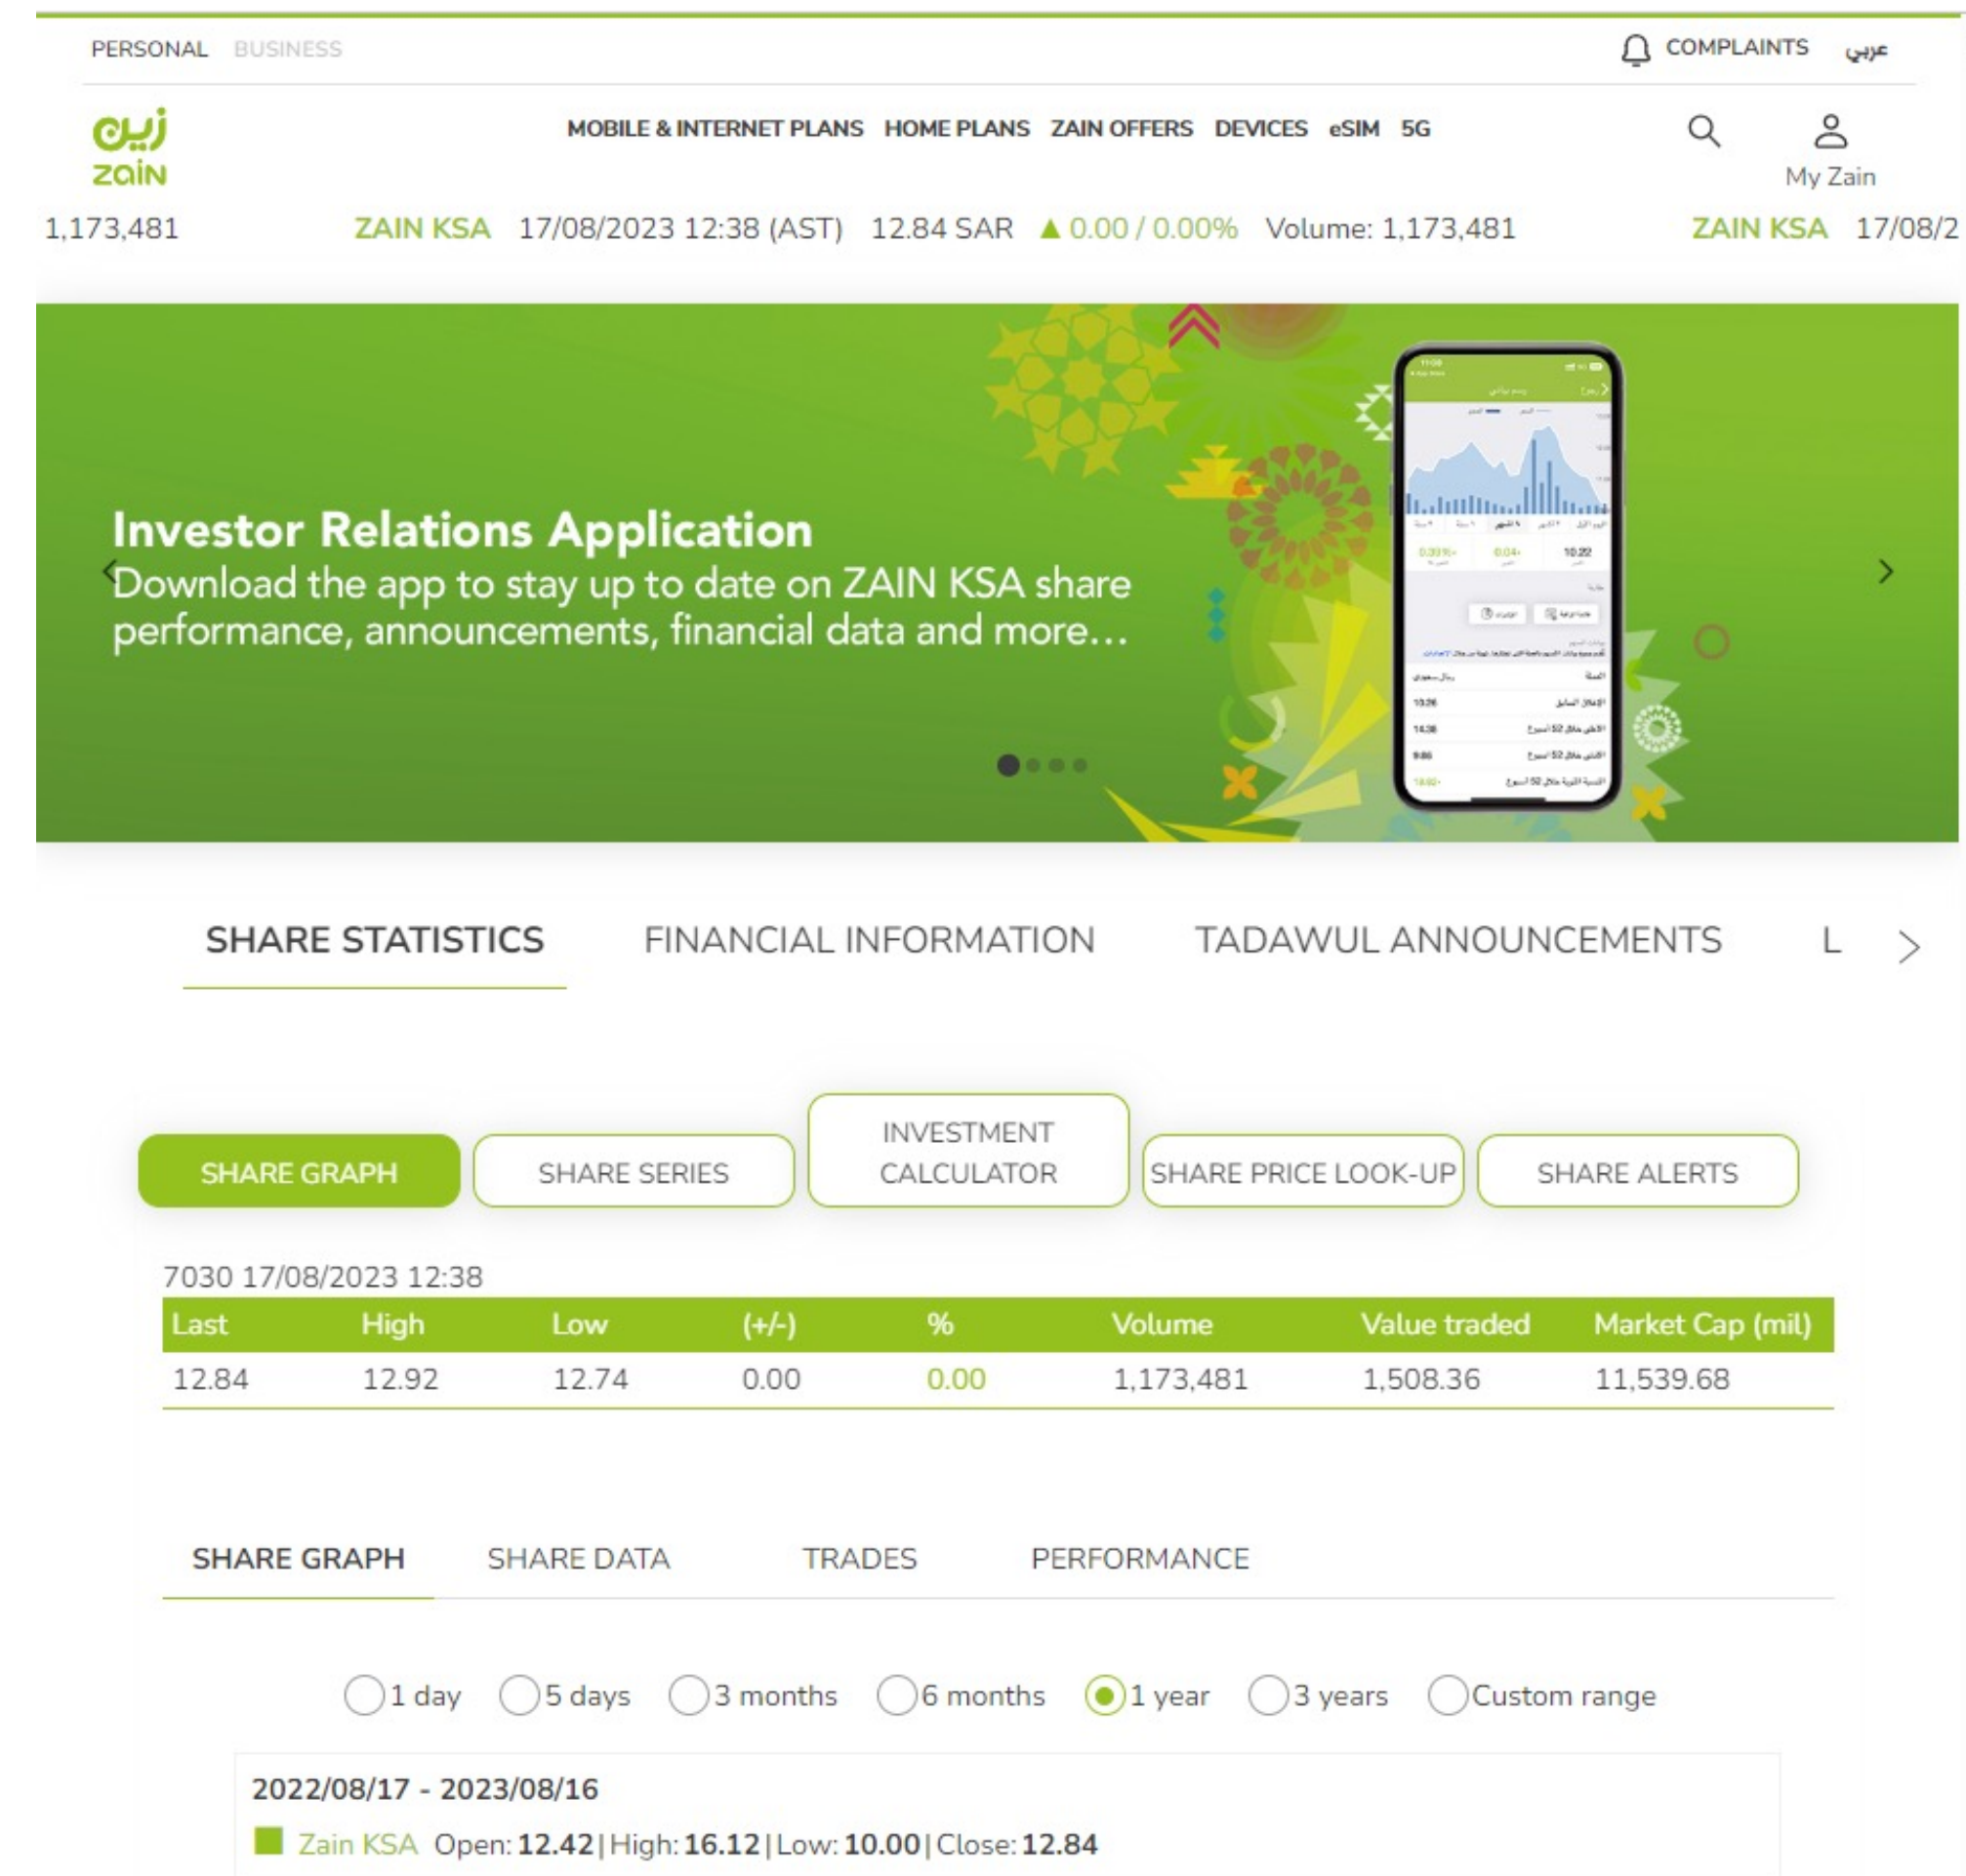 PERSONAL BUSINESS
COMPLAINTS عربي
زين
zain
MOBILE & INTERNET PLANS HOME PLANS ZAIN OFFERS DEVICES eSIM 5G
My Zain
1,173,481 ZAIN KSA 17/08/2023 12:38 (AST) 12.84 SAR ▲ 0.00 / 0.00% Volume: 1,173,481 ZAIN KSA 17/08/2
Investor Relations Application
Download the app to stay up to date on ZAIN KSA share
performance, announcements, financial data and more...
10.22
10.26
SHARE STATISTICS FINANCIAL INFORMATION TADAWUL ANNOUNCEMENTS L
SHARE GRAPH
SHARE SERIES
INVESTMENT
CALCULATOR
SHARE PRICE LOOK-UP
SHARE ALERTS
7030 17/08/2023 12:38
Last High Low (+/-) % Volume Value traded Market Cap (mil)
12.84 12.92 12.74 0.00 0.00 1,173,481 1,508.36 11,539.68
SHARE GRAPH SHARE DATA TRADES PERFORMANCE
1 day 5 days 3 months 6 months 1 year 3 years Custom range
2022/08/17 - 2023/08/16
Zain KSA Open: 12.42|High: 16.12|Low: 10.00|Close: 12.84